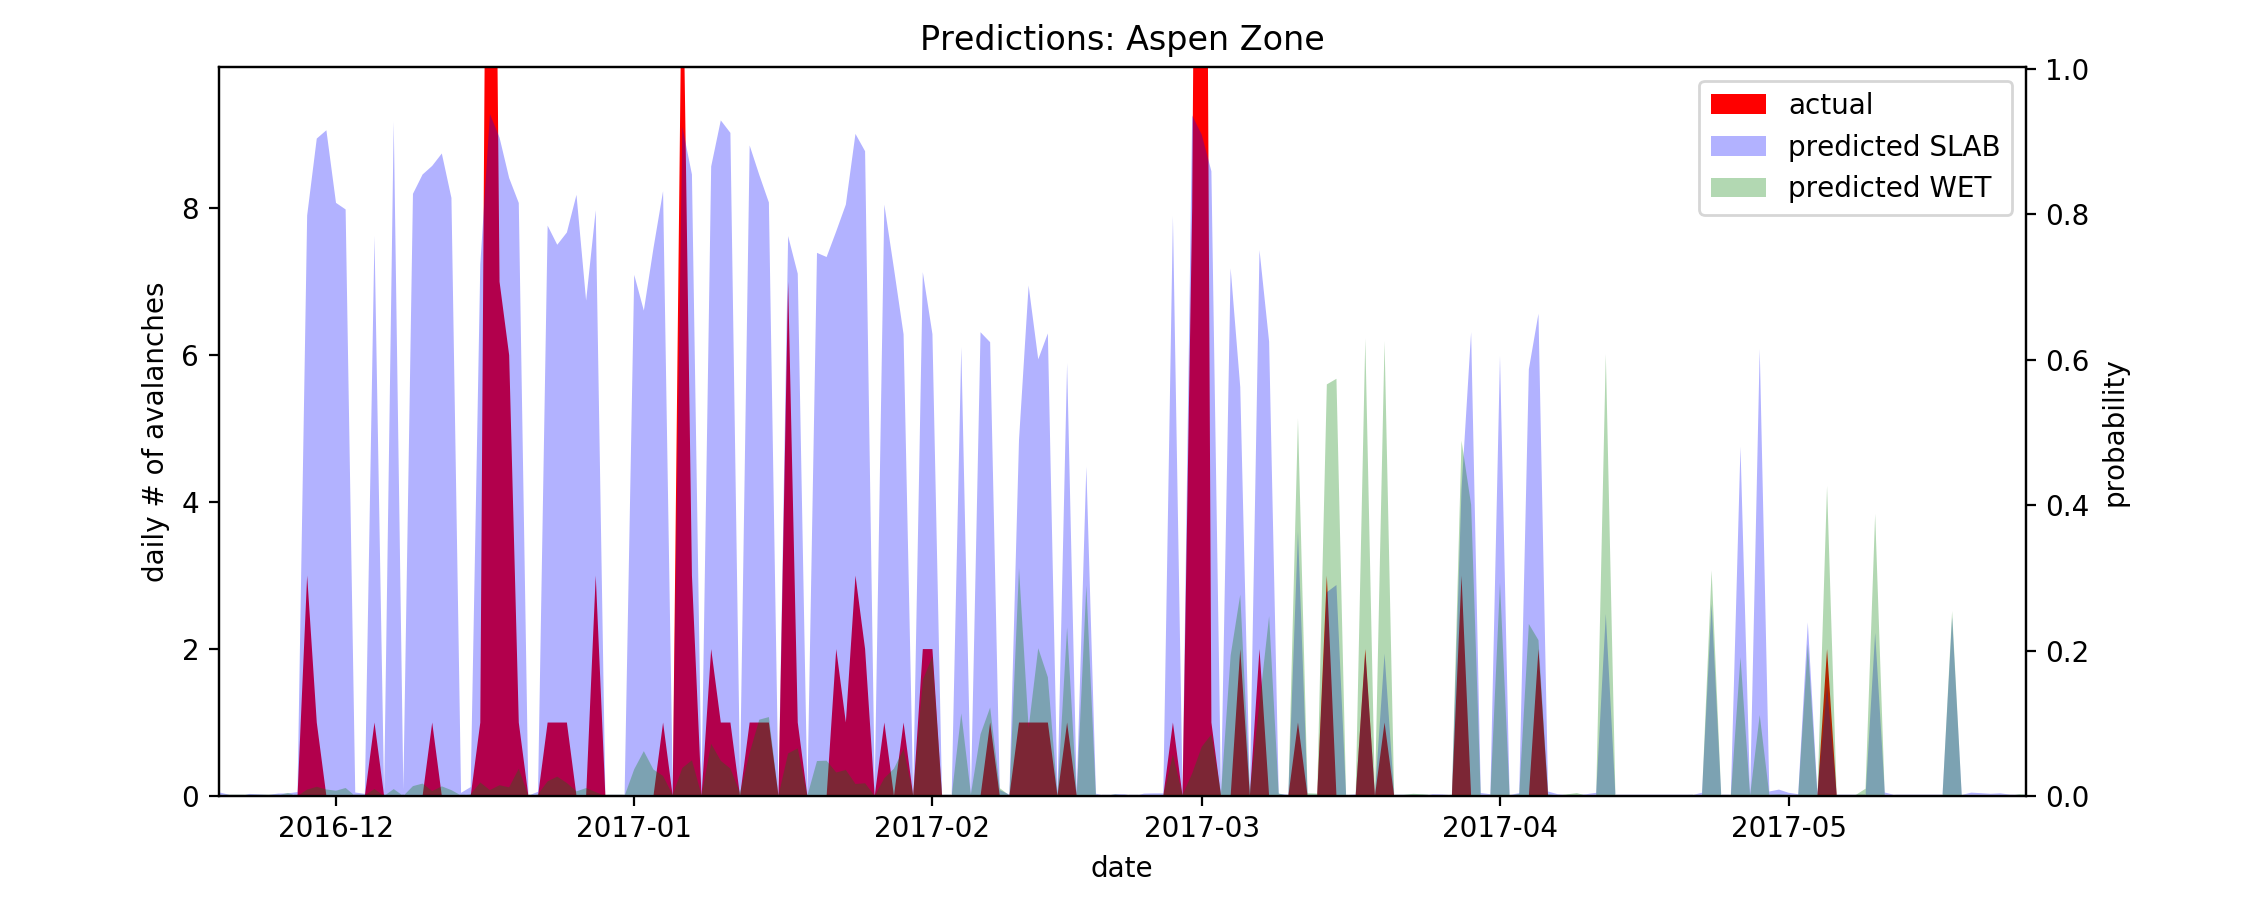 Predictions: Aspen Zone
actual
predicted SLAB
predicted WET
daily # of avalanches
0
2
4
6
8
probability
0.0
0.2
0.4
0.6
0.8
1.0
2016-12
2017-01
2017-02
2017-03
2017-04
2017-05
date